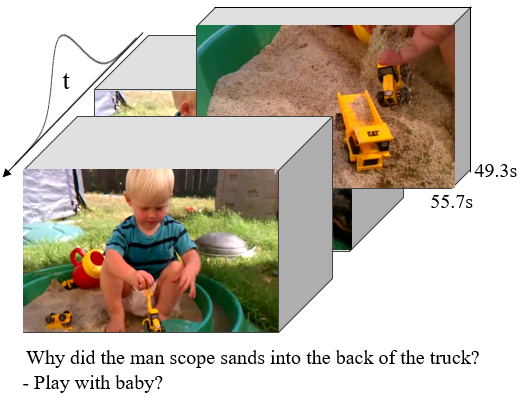 t
CAT
49.3s
55.7s
Why did the man scope sands into the back of the truck?
- Play with baby?